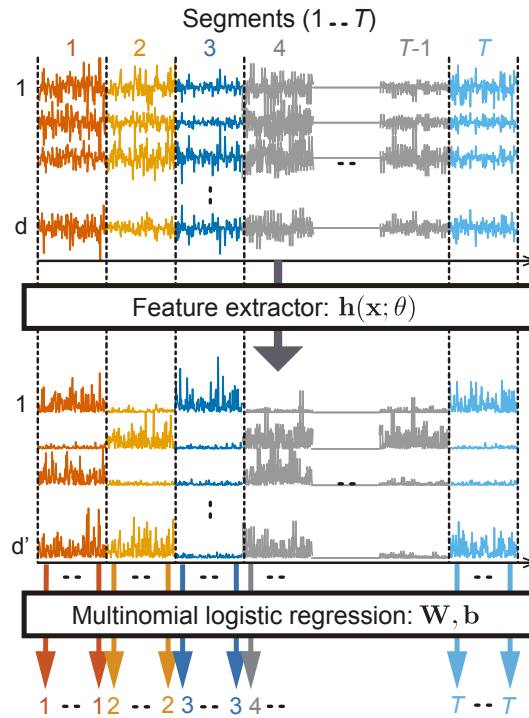 Segments (1 -- T)
1 2 3 4 T-1 T
1
--
d
Feature extractor: h(x; θ)
1
--
d'
-- -- -- -- --
Multinomial logistic regression: W, b
1 -- 1 2 -- 2 3 -- 3 4 -- T -- T